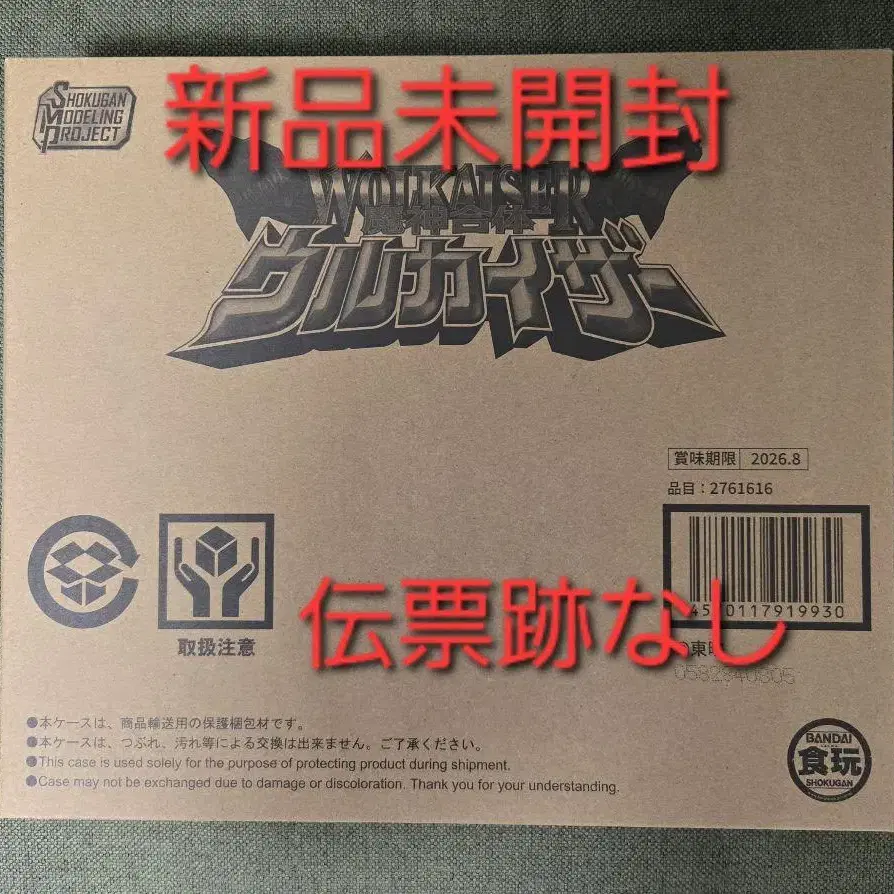 SHOKUGAN
MODELING
PROJECT
新品未開封
WOLKAISER
魔神合体
ウルカイザー
賞味期限 2026.8
品目:2761616
伝票跡なし
取扱注意
0582840305
●本ケースは、商品輸送用の保護梱包材です。
●本ケースは、つぶれ、汚れ等による交換は出来ません。ご了承ください。
●This case is used solely for the purpose of protecting product during shipment.
●Case may not be exchanged due to damage or discoloration. Thank you for your understanding.
BANDAI
食玩
SHOKUGAN